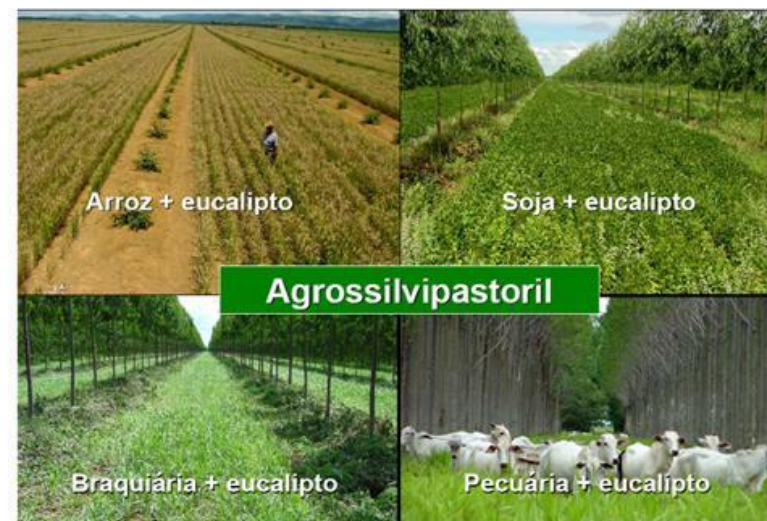 Arroz + eucalipto
Soja + eucalipto
Agrossilvipastoril
Braquiária + eucalipto
Pecuária + eucalipto